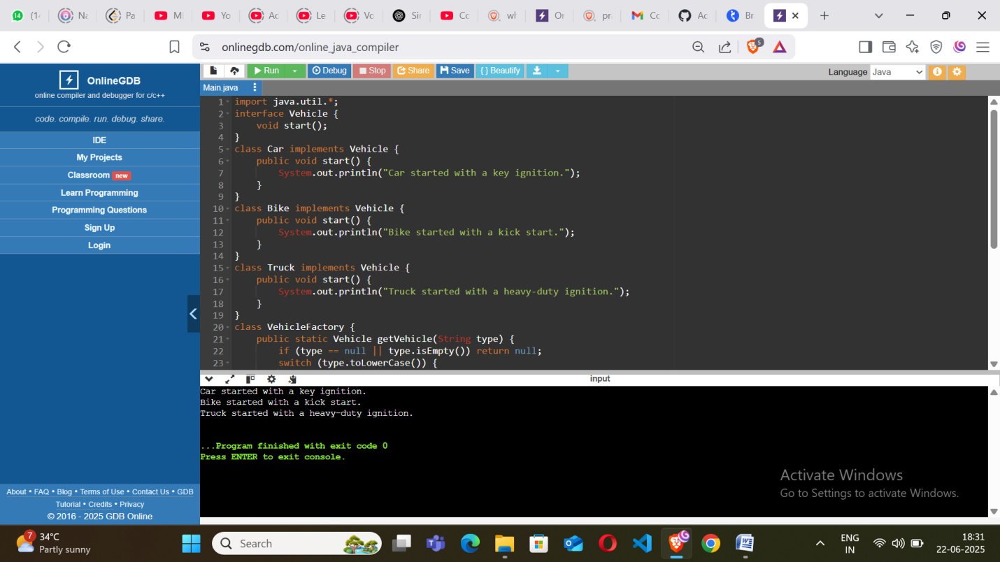 14 (14 Na Pa MI Yo Ac Le Vo Sir Cc wl Or pr Cc Ac Br
onlinegdb.com/online_java_compiler 5
OnlineGDB
online compiler and debugger for c/c++
code. compile. run. debug. share.
IDE
My Projects
Classroom new
Learn Programming
Programming Questions
Sign Up
Login
About • FAQ • Blog • Terms of Use • Contact Us • GDB
Tutorial • Credits • Privacy
© 2016 - 2025 GDB Online
Run Debug Stop Share Save { } Beautify Language Java
Main.java
1 import java.util.*;
2 interface Vehicle {
3 void start();
4 }
5 class Car implements Vehicle {
6 public void start() {
7 System.out.println("Car started with a key ignition.");
8 }
9 }
10 class Bike implements Vehicle {
11 public void start() {
12 System.out.println("Bike started with a kick start.");
13 }
14 }
15 class Truck implements Vehicle {
16 public void start() {
17 System.out.println("Truck started with a heavy-duty ignition.");
18 }
19 }
20 class VehicleFactory {
21 public static Vehicle getVehicle(String type) {
22 if (type == null || type.isEmpty()) return null;
23 switch (type.toLowerCase()) {
input
Car started with a key ignition.
Bike started with a kick start.
Truck started with a heavy-duty ignition.
...Program finished with exit code 0
Press ENTER to exit console.
Activate Windows
Go to Settings to activate Windows.
7 34°C
Partly sunny
Search
ENG
IN
18:31
22-06-2025